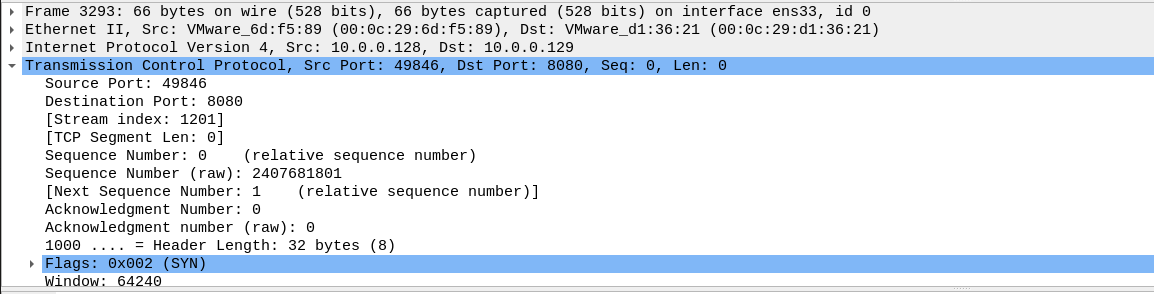 Frame 3293: 66 bytes on wire (528 bits), 66 bytes captured (528 bits) on interface ens33, id 0
Ethernet II, Src: VMware_6d:f5:89 (00:0c:29:6d:f5:89), Dst: VMware_d1:36:21 (00:0c:29:d1:36:21)
Internet Protocol Version 4, Src: 10.0.0.128, Dst: 10.0.0.129
Transmission Control Protocol, Src Port: 49846, Dst Port: 8080, Seq: 0, Len: 0
Source Port: 49846
Destination Port: 8080
[Stream index: 1201]
[TCP Segment Len: 0]
Sequence Number: 0    (relative sequence number)
Sequence Number (raw): 2407681801
[Next Sequence Number: 1    (relative sequence number)]
Acknowledgment Number: 0
Acknowledgment number (raw): 0
1000 .... = Header Length: 32 bytes (8)
Flags: 0x002 (SYN)
Window: 64240